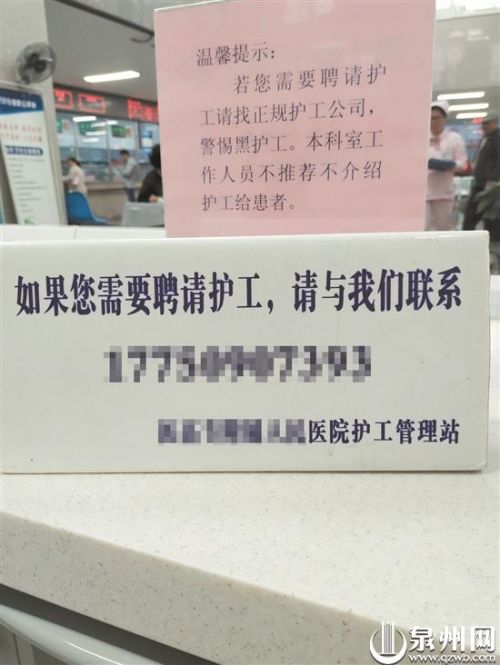 温馨提示:
若您需要聘请护
工请找正规护工公司,
警惕黑护工。本科室工
作人员不推荐不介绍
护工给患者。
如果您需要聘请护工,请与我们联系
医院护工管理站
泉州网
www.qzwb.com